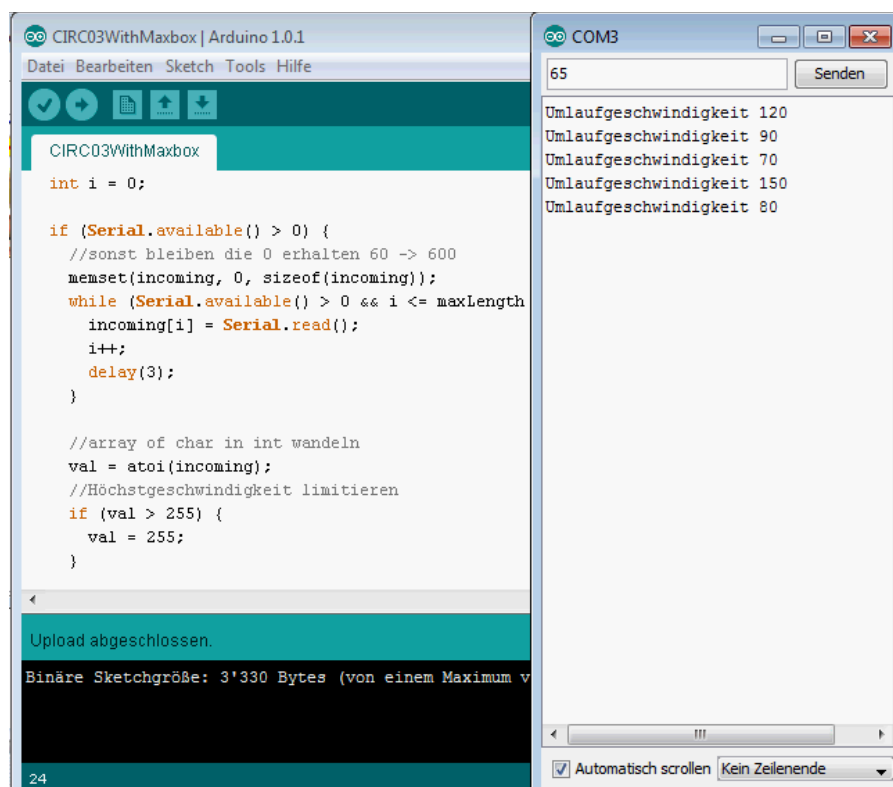 CIRC03WithMaxbox | Arduino 1.0.1
Datei Bearbeiten Sketch Tools Hilfe
CIRC03WithMaxbox
int i = 0;
if (Serial.available() > 0) {
//sonst bleiben die 0 erhalten 60 -> 600
memset(incoming, 0, sizeof(incoming));
while (Serial.available() > 0 && i <= maxLength
incoming[i] = Serial.read();
i++;
delay(3);
}
//array of char in int wandeln
val = atoi(incoming);
//Höchstgeschwindigkeit limitieren
if (val > 255) {
val = 255;
}
Upload abgeschlossen.
Binäre Sketchgröße: 3'330 Bytes (von einem Maximum v
24
COM3
65
Senden
Umlaufgeschwindigkeit 120
Umlaufgeschwindigkeit 90
Umlaufgeschwindigkeit 70
Umlaufgeschwindigkeit 150
Umlaufgeschwindigkeit 80
Automatisch scrollen
Kein Zeilenende